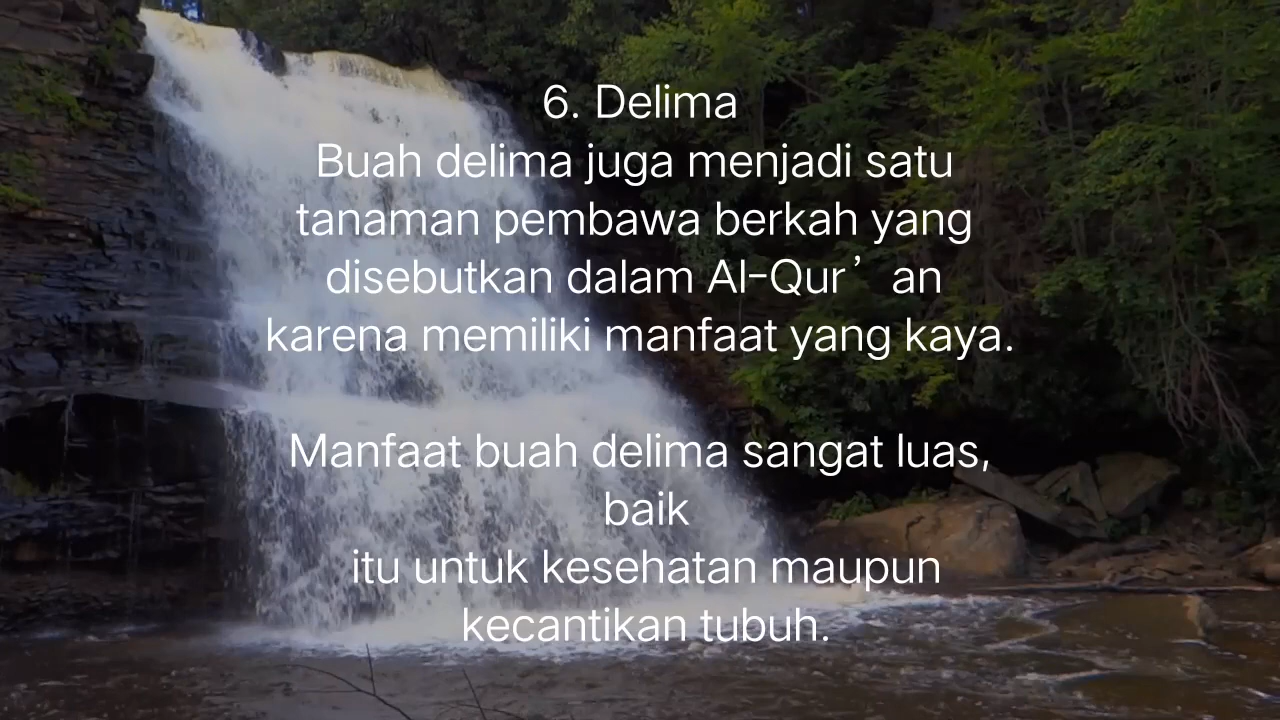 6. Delima
Buah delima juga menjadi satu
tanaman pembawa berkah yang
disebutkan dalam Al-Qur’ an
karena memiliki manfaat yang kaya.
Manfaat buah delima sangat luas,
baik
itu untuk kesehatan maupun
kecantikan tubuh.